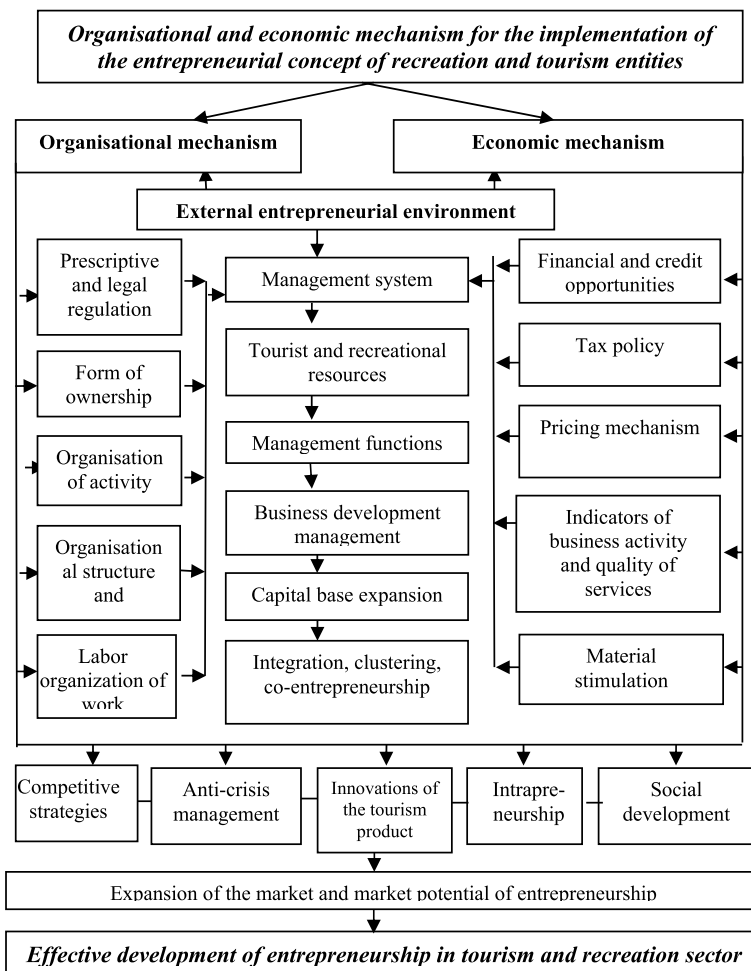 Organisational and economic mechanism for the implementation of
the entrepreneurial concept of recreation and tourism entities
Organisational mechanism
Economic mechanism
External entrepreneurial environment
Prescriptive
and legal
regulation
Form of
ownership
Organisation
of activity
Organisation
al structure
and
Labor
organization of
work
Management system
Tourist and recreational
resources
Management functions
Business development
management
Capital base expansion
Integration, clustering,
co-entrepreneurship
Financial and credit
opportunities
Tax policy
Pricing mechanism
Indicators of
business activity
and quality of
services
Material
stimulation
Competitive
strategies
Anti-crisis
management
Innovations of
the tourism
product
Intrapre-
neurship
Social
development
Expansion of the market and market potential of entrepreneurship
Effective development of entrepreneurship in tourism and recreation sector